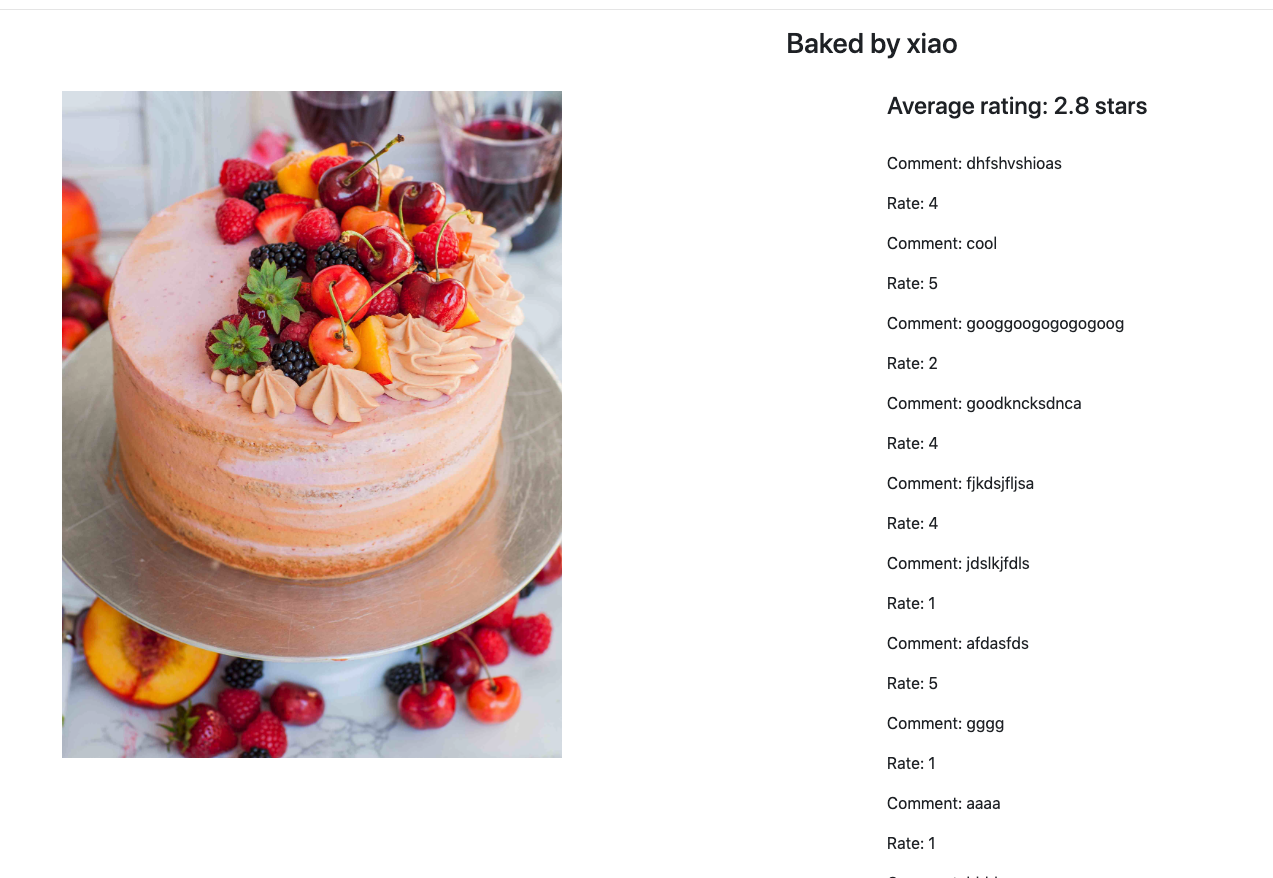 Baked by xiao
Average rating: 2.8 stars
Comment: dhfshvshioas
Rate: 4
Comment: cool
Rate: 5
Comment: googgoogogogogoog
Rate: 2
Comment: goodkncksdnca
Rate: 4
Comment: fjkdsjfljsa
Rate: 4
Comment: jdslkjfdls
Rate: 1
Comment: afdasfds
Rate: 5
Comment: gggg
Rate: 1
Comment: aaaa
Rate: 1